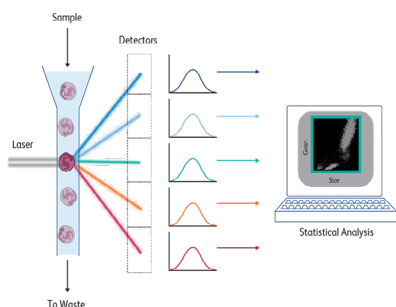 Sample
Detectors
Laser
Gran
Size
Statistical Analysis
To Waste